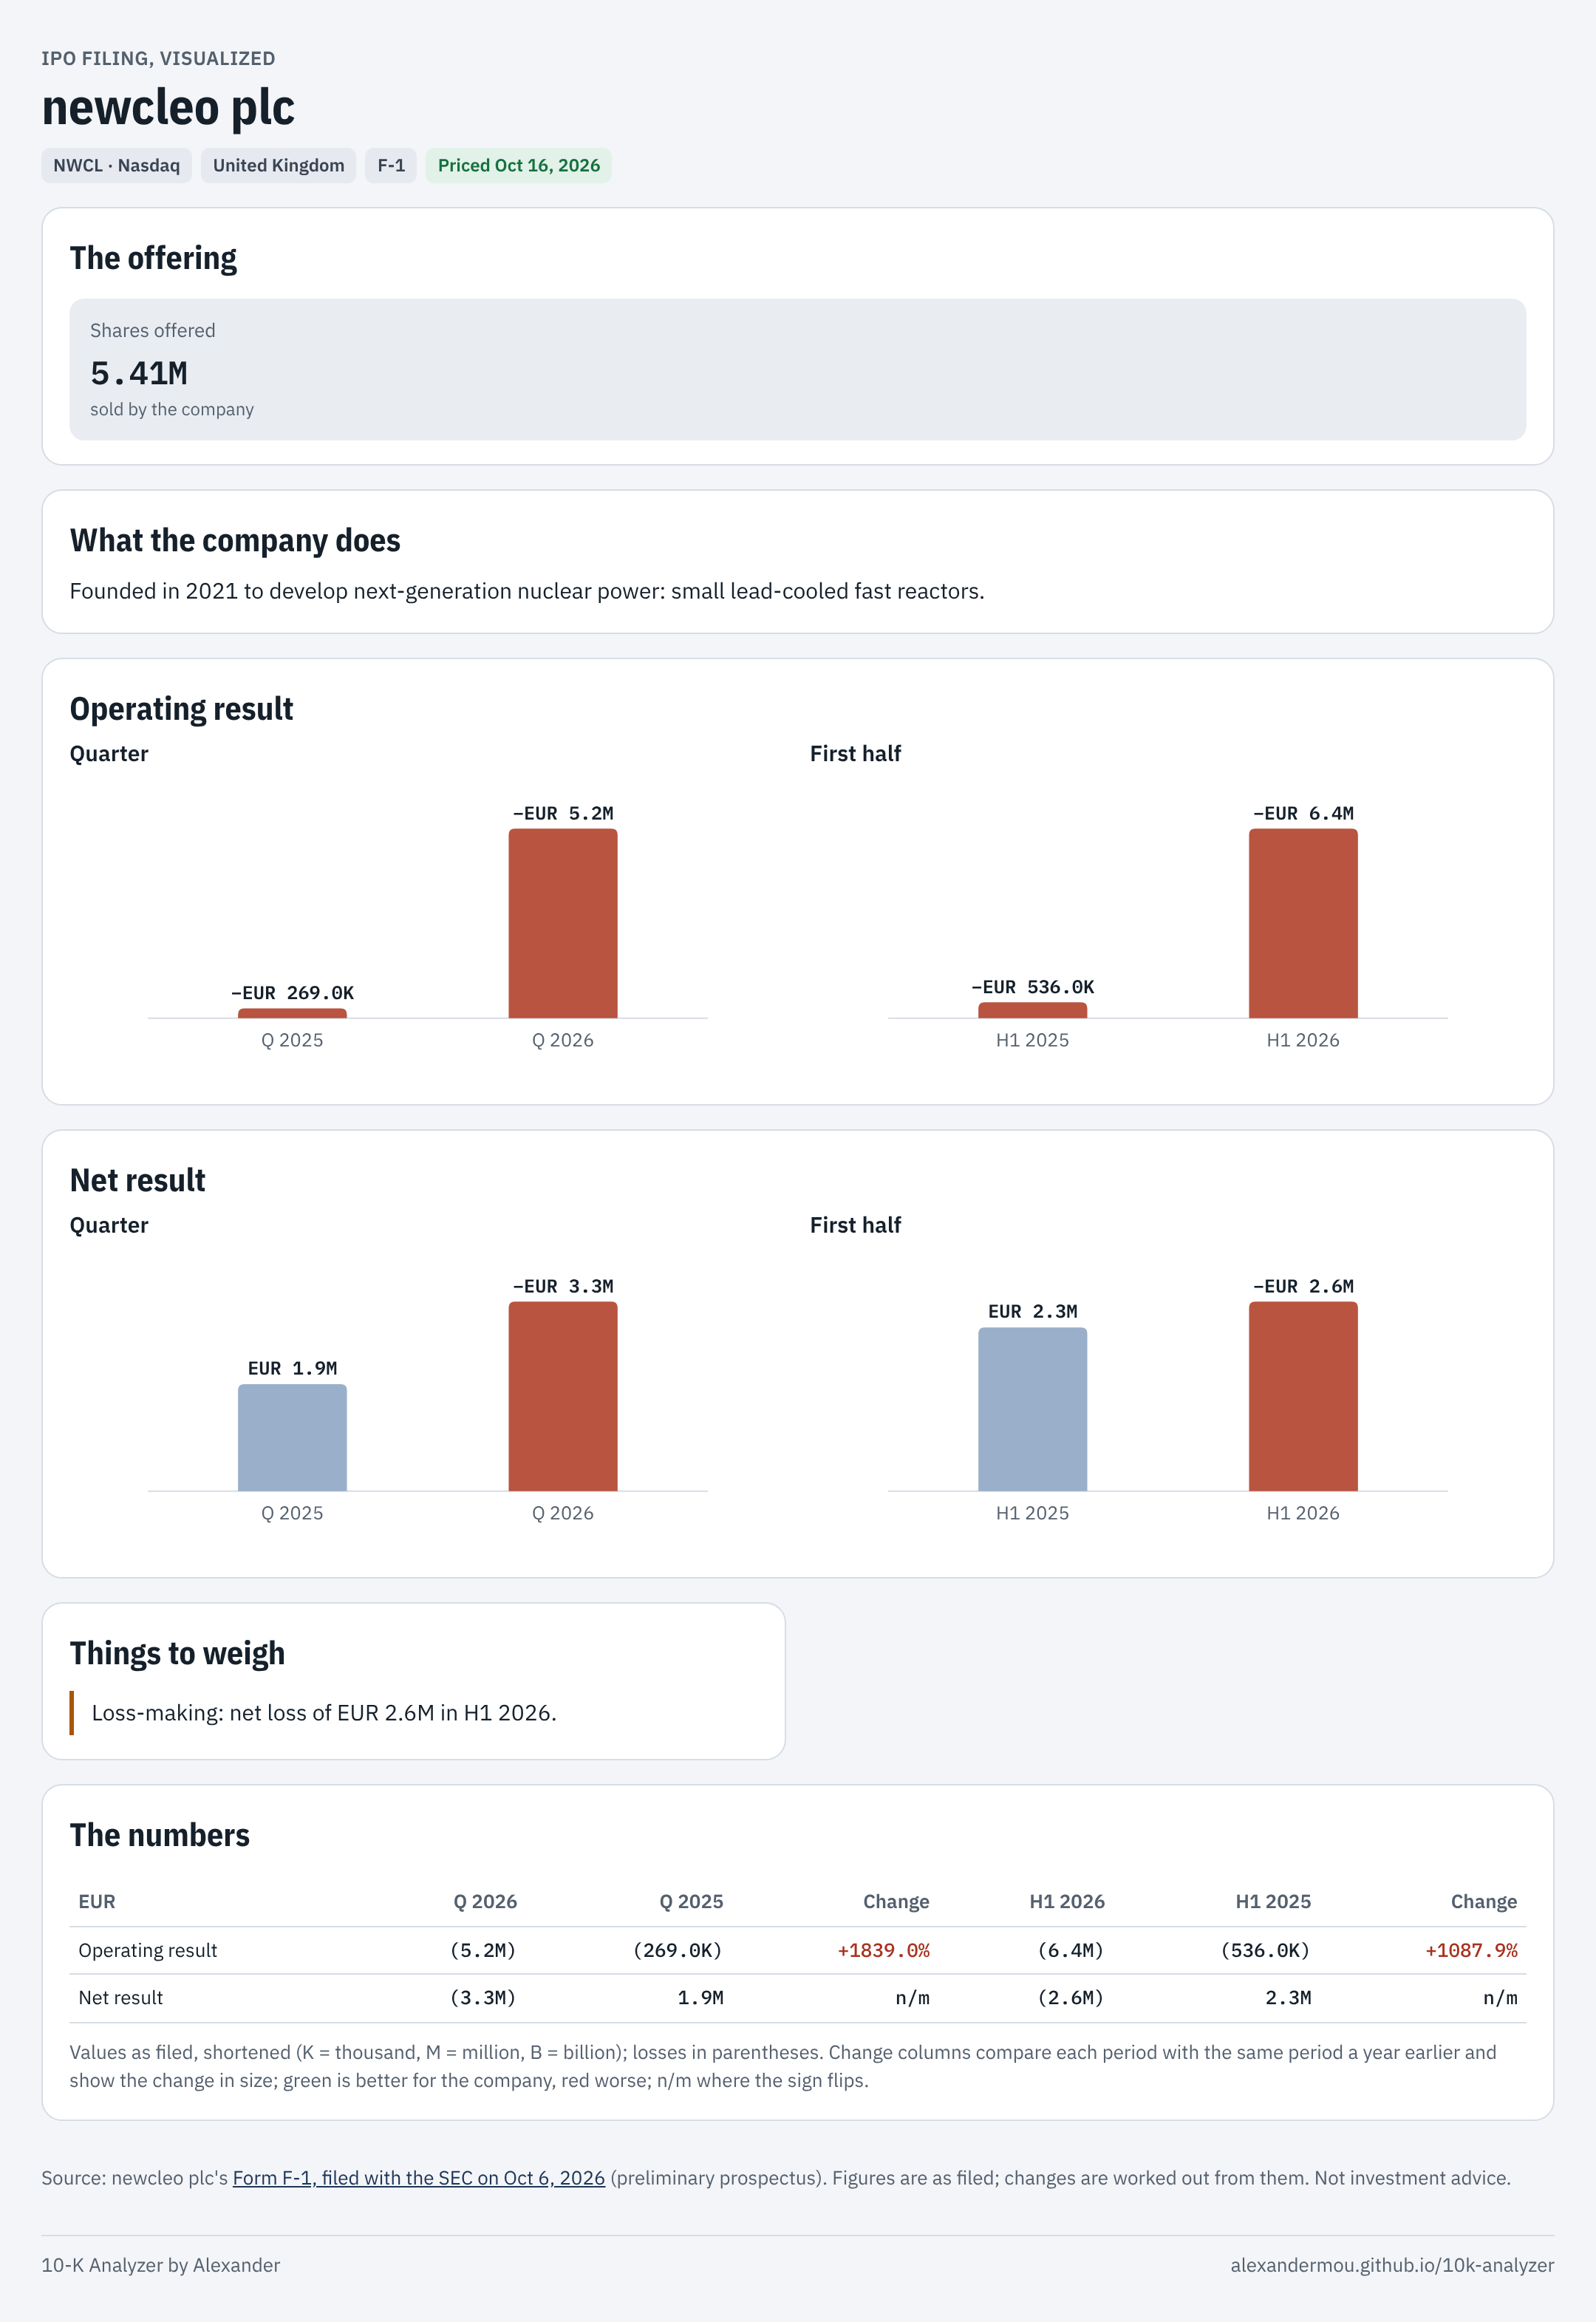 IPO FILING, VISUALIZED
newcleo plc
NWCL · Nasdaq
United Kingdom
F-1
Priced Oct 16, 2026
The offering
Shares offered
5.41M
sold by the company
What the company does
Founded in 2021 to develop next-generation nuclear power: small lead-cooled fast reactors.
Operating result
Quarter
−EUR 269.0K
−EUR 5.2M
Q 2025
Q 2026
First half
−EUR 536.0K
−EUR 6.4M
H1 2025
H1 2026
Net result
Quarter
EUR 1.9M
−EUR 3.3M
Q 2025
Q 2026
First half
EUR 2.3M
−EUR 2.6M
H1 2025
H1 2026
Things to weigh
Loss-making: net loss of EUR 2.6M in H1 2026.
The numbers
EUR Q 2026 Q 2025 Change H1 2026 H1 2025 Change
Operating result (5.2M) (269.0K) +1839.0% (6.4M) (536.0K) +1087.9%
Net result (3.3M) 1.9M n/m (2.6M) 2.3M n/m
Values as filed, shortened (K = thousand, M = million, B = billion); losses in parentheses. Change columns compare each period with the same period a year earlier and
show the change in size; green is better for the company, red worse; n/m where the sign flips.
Source: newcleo plc's Form F-1, filed with the SEC on Oct 6, 2026 (preliminary prospectus). Figures are as filed; changes are worked out from them. Not investment advice.
10-K Analyzer by Alexander
alexandermou.github.io/10k-analyzer